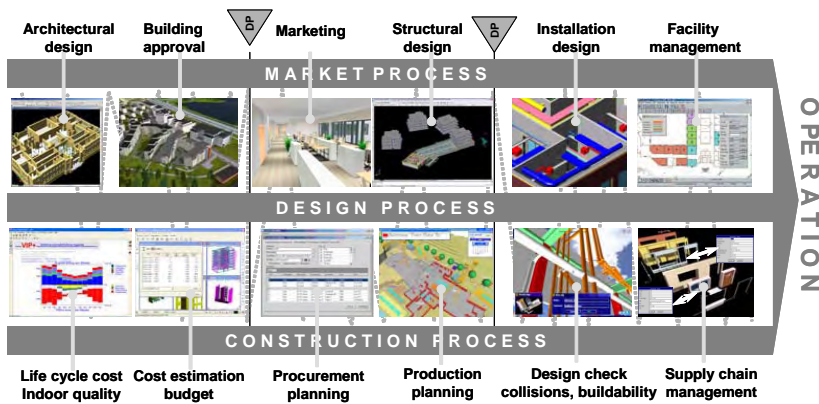 Architectural
design
Building
approval
DP
Marketing
Structural
design
DP
Installation
design
Facility
management
MARKET PROCESS
DESIGN PROCESS
VIP+
CONSTRUCTION PROCESS
OPERATION
Life cycle cost
Indoor quality
Cost estimation
budget
Procurement
planning
Production
planning
Design check
collisions, buildability
Supply chain
management